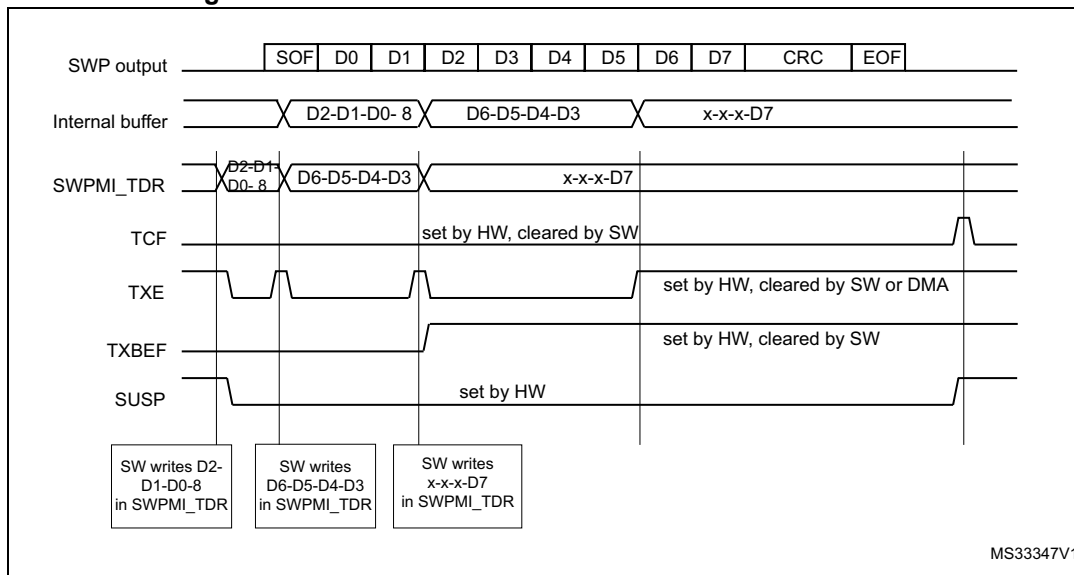 SWP output SOF D0 D1 D2 D3 D4 D5 D6 D7 CRC EOF
Internal buffer D2-D1-D0- 8 D6-D5-D4-D3 x-x-x-D7
SWPMI_TDR D2-D1-
D0- 8 D6-D5-D4-D3 x-x-x-D7
TCF set by HW, cleared by SW
TXE set by HW, cleared by SW or DMA
TXBEF set by HW, cleared by SW
SUSP set by HW
SW writes D2-
D1-D0-8
in SWPMI_TDR
SW writes
D6-D5-D4-D3
in SWPMI_TDR
SW writes
x-x-x-D7
in SWPMI_TDR
MS33347V1